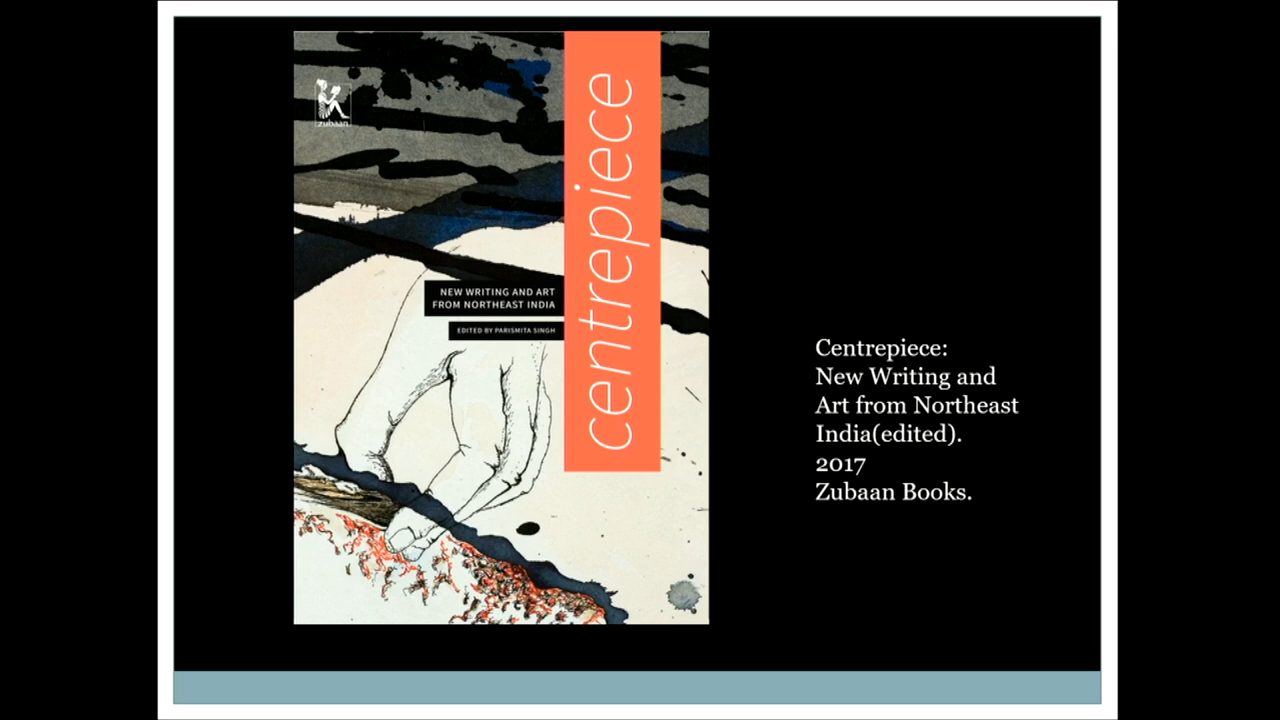 zubaan
centrepiece
NEW WRITING AND ART
FROM NORTHEAST INDIA
EDITED BY PARISMITA SINGH
Centrepiece:
New Writing and
Art from Northeast
India(edited).
2017
Zubaan Books.